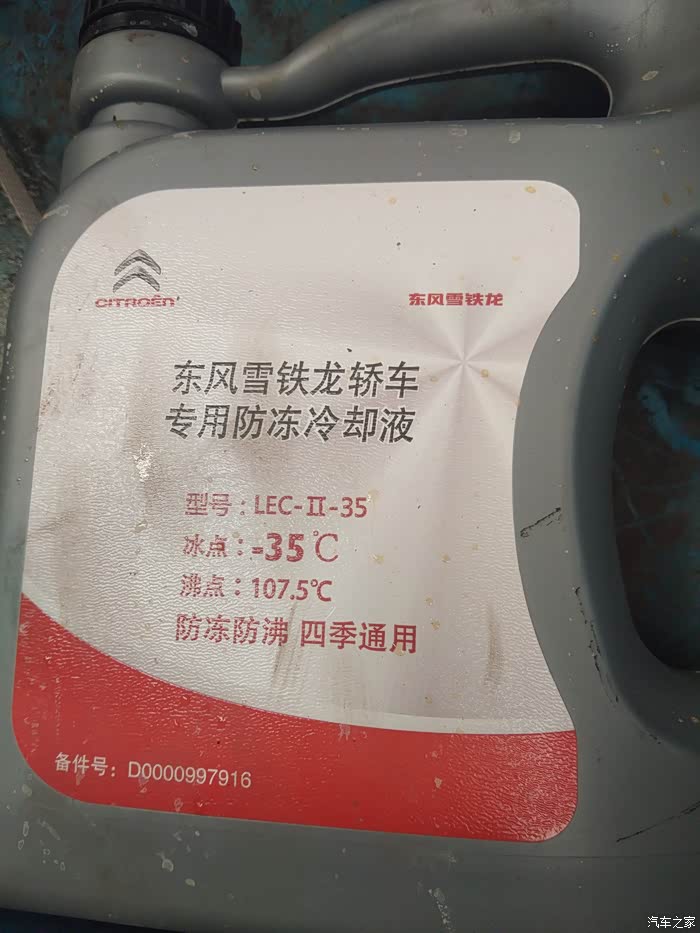 CITROËN
东风雪铁龙
东风雪铁龙轿车
专用防冻冷却液
型号：LEC-II-35
冰点：-35℃
沸点：107.5℃
防冻防沸 四季通用
备件号：D0000997916
汽车之家